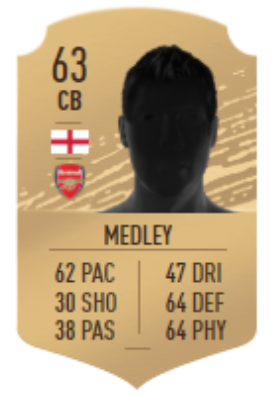 63
CB
MEDLEY
62 PAC 47 DRI
30 SHO 64 DEF
38 PAS 64 PHY